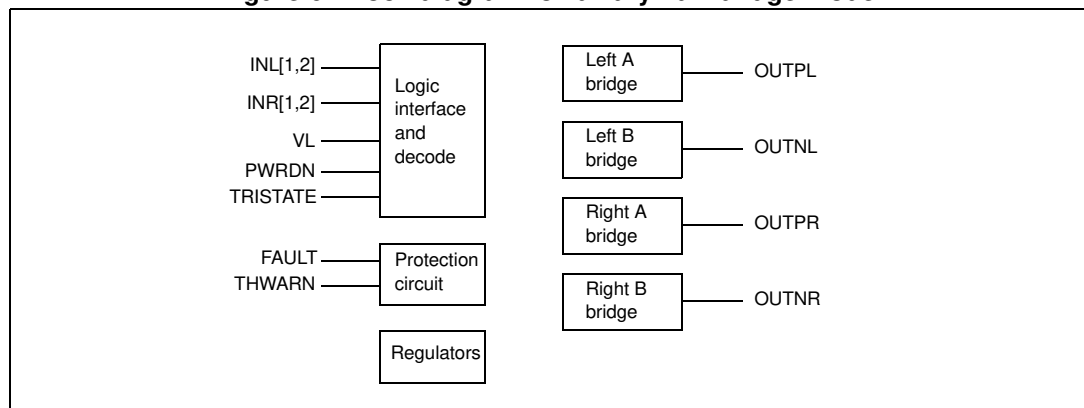 INL[1,2]
INR[1,2]
VL
PWRDN
TRISTATE
Logic
interface
and
decode
FAULT
THWARN
Protection
circuit
Regulators
Left A
bridge
OUTPL
Left B
bridge
OUTNL
Right A
bridge
OUTPR
Right B
bridge
OUTNR